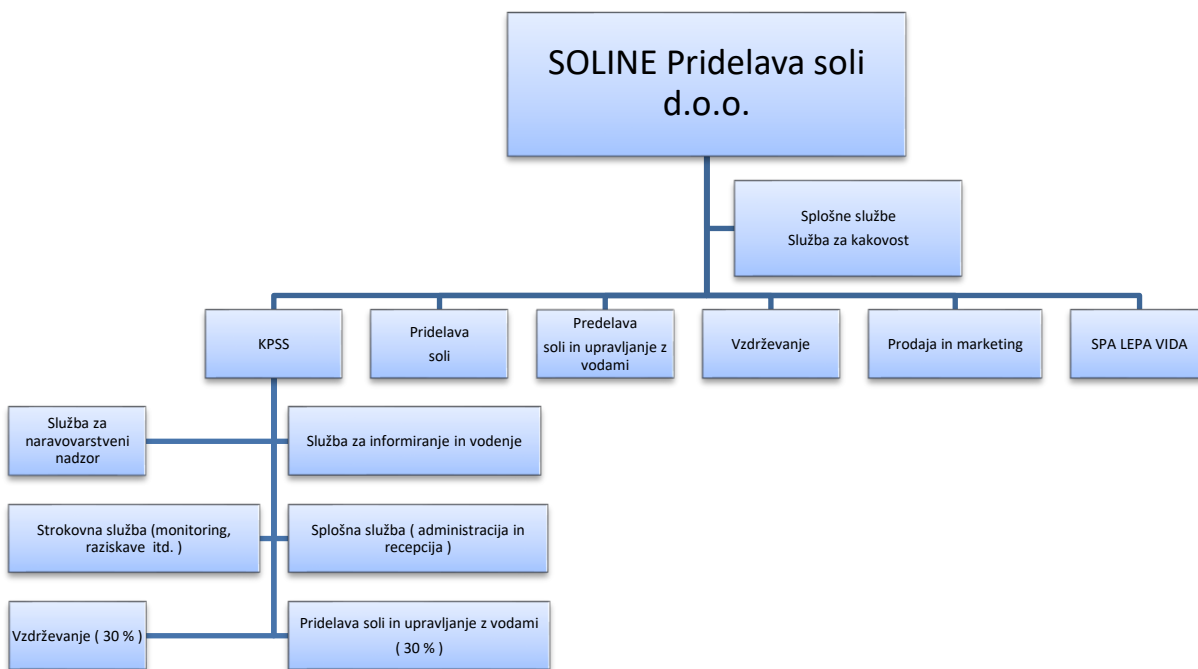 SOLINE Pridelava soli
d.o.o.
Splošne službe
Služba za kakovost
KPSS
Pridelava
soli
Predelava
soli in upravljanje z
vodami
Vzdrževanje
Prodaja in marketing
SPA LEPA VIDA
Služba za
naravovarstveni
nadzor
Služba za informiranje in vodenje
Strokovna služba (monitoring,
raziskave itd. )
Splošna služba ( administracija in
recepcija )
Vzdrževanje ( 30 % )
Pridelava soli in upravljanje z vodami
( 30 % )